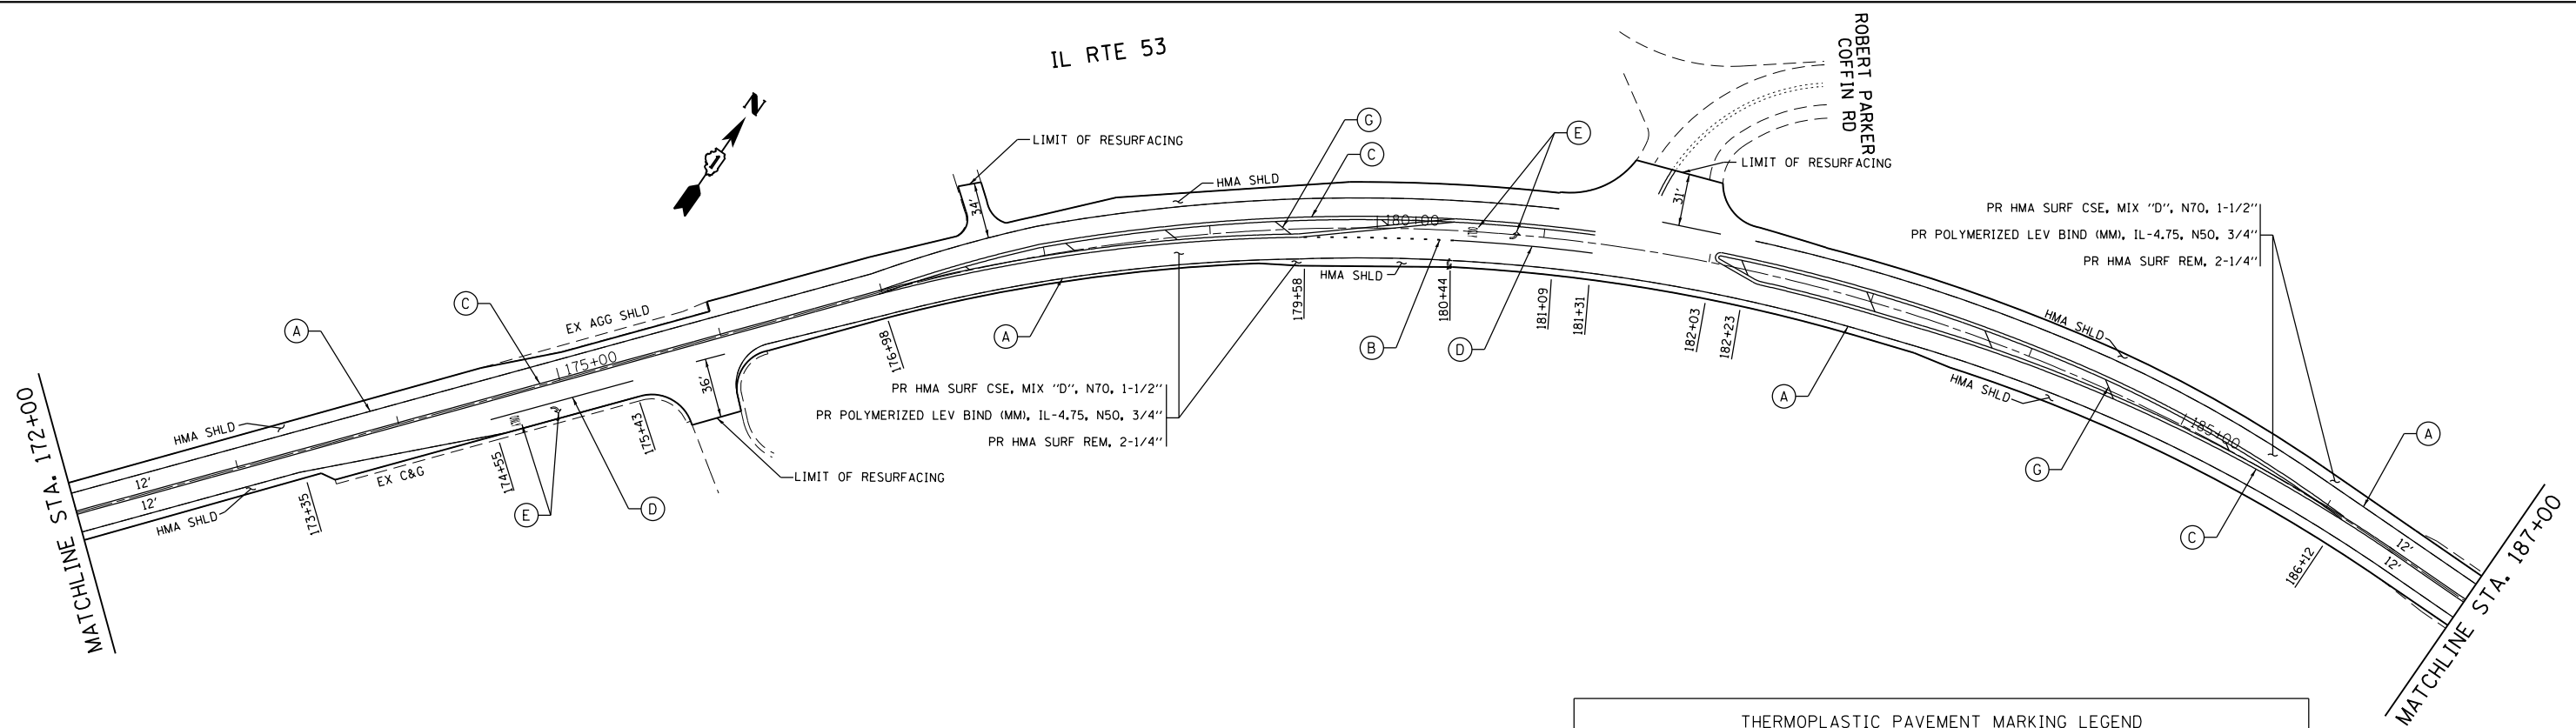 IL RTE 53
ROBERT PARKER
COFFIN RD
N
LIMIT OF RESURFACING
G
E
C
LIMIT OF RESURFACING
HMA SHLD
34'
31'
180+00
PR HMA SURF CSE, MIX "D", N70, 1-1/2"
PR POLYMERIZED LEV BIND (MM), IL-4.75, N50, 3/4"
PR HMA SURF REM, 2-1/4"
HMA SHLD
179+58
180+44
181+09
181+31
182+03
182+23
C
A
EX AGG SHLD
175+00
A
176+98
B
D
HMA SHLD
A
HMA SHLD
36'
PR HMA SURF CSE, MIX "D", N70, 1-1/2"
PR POLYMERIZED LEV BIND (MM), IL-4.75, N50, 3/4"
PR HMA SURF REM, 2-1/4"
HMA SHLD
185+00
A
G
MATCHLINE STA. 172+00
12'
12'
HMA SHLD
EX C&G
173+35
174+55
175+43
LIMIT OF RESURFACING
E
D
C
12'
12'
186+12
MATCHLINE STA. 187+00
THERMOPLASTIC PAVEMENT MARKING LEGEND